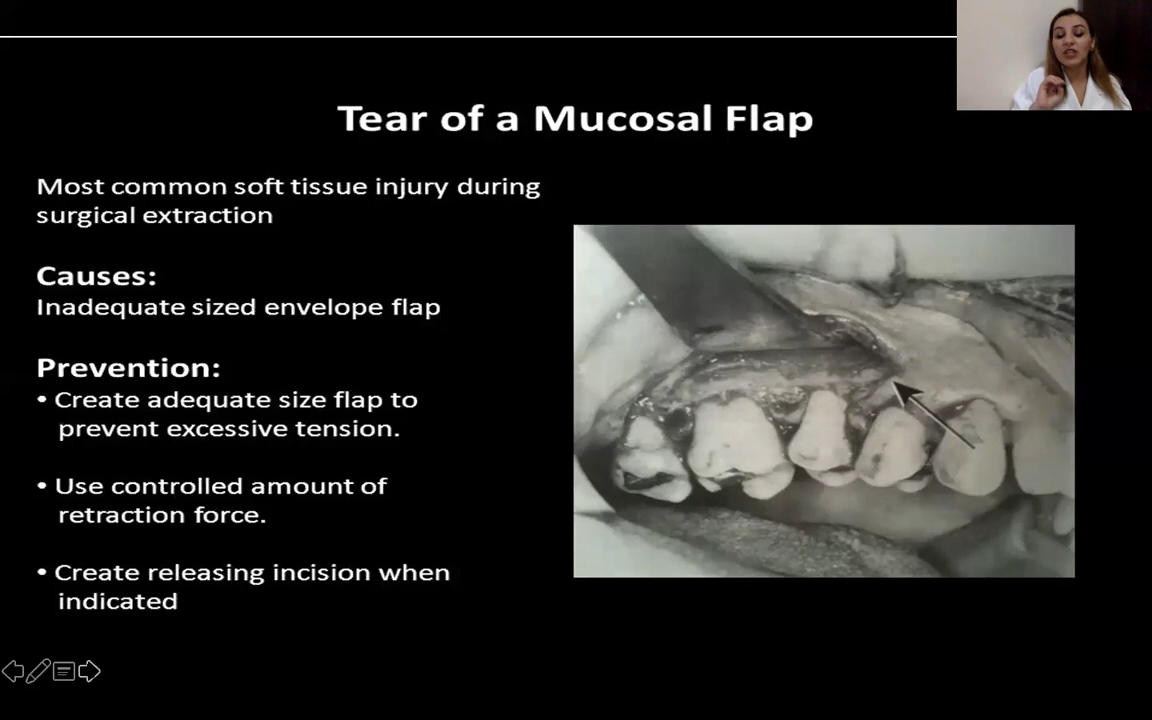 Tear of a Mucosal Flap
Most common soft tissue injury during
surgical extraction
Causes:
Inadequate sized envelope flap
Prevention:
• Create adequate size flap to
prevent excessive tension.
• Use controlled amount of
retraction force.
• Create releasing incision when
indicated